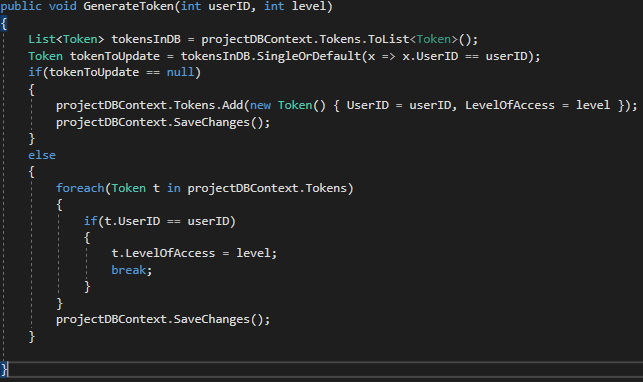 public void GenerateToken(int userID, int level)
{
List<Token> tokensInDB = projectDBContext.Tokens.ToList<Token>();
Token tokenToUpdate = tokensInDB.SingleOrDefault(x => x.UserID == userID);
if(tokenToUpdate == null)
{
projectDBContext.Tokens.Add(new Token() { UserID = userID, LevelOfAccess = level });
projectDBContext.SaveChanges();
}
else
{
foreach(Token t in projectDBContext.Tokens)
{
if(t.UserID == userID)
{
t.LevelOfAccess = level;
break;
}
}
projectDBContext.SaveChanges();
}
}